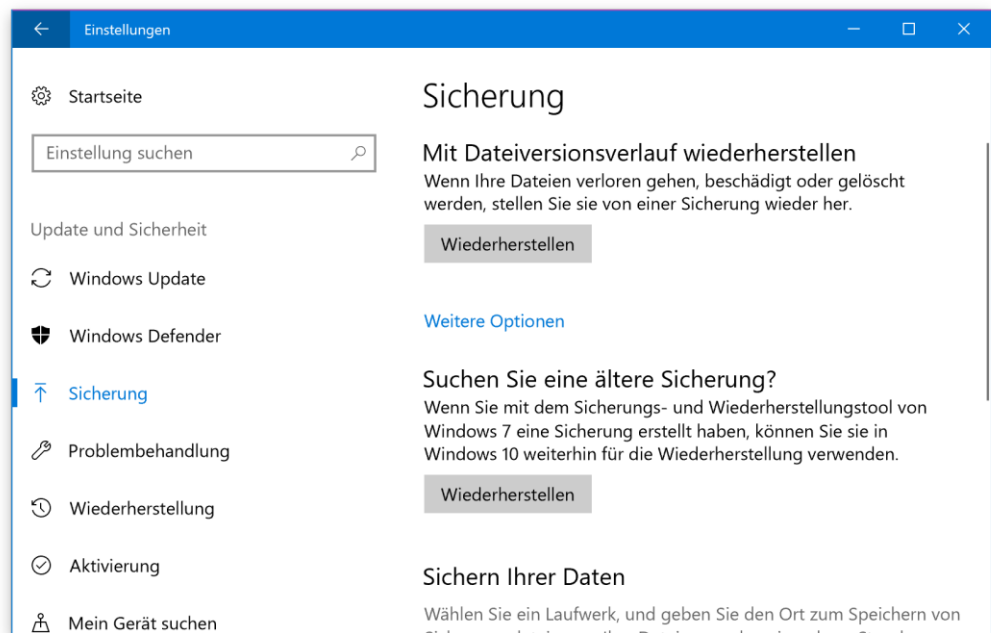 Einstellungen
Startseite
Einstellung suchen
Update und Sicherheit
Windows Update
Windows Defender
Sicherung
Problembehandlung
Wiederherstellung
Aktivierung
Mein Gerät suchen
Sicherung
Mit Dateiversionsverlauf wiederherstellen
Wenn Ihre Dateien verloren gehen, beschädigt oder gelöscht
werden, stellen Sie sie von einer Sicherung wieder her.
Wiederherstellen
Weitere Optionen
Suchen Sie eine ältere Sicherung?
Wenn Sie mit dem Sicherungs- und Wiederherstellungstool von
Windows 7 eine Sicherung erstellt haben, können Sie sie in
Windows 10 weiterhin für die Wiederherstellung verwenden.
Wiederherstellen
Sichern Ihrer Daten
Wählen Sie ein Laufwerk, und geben Sie den Ort zum Speichern von